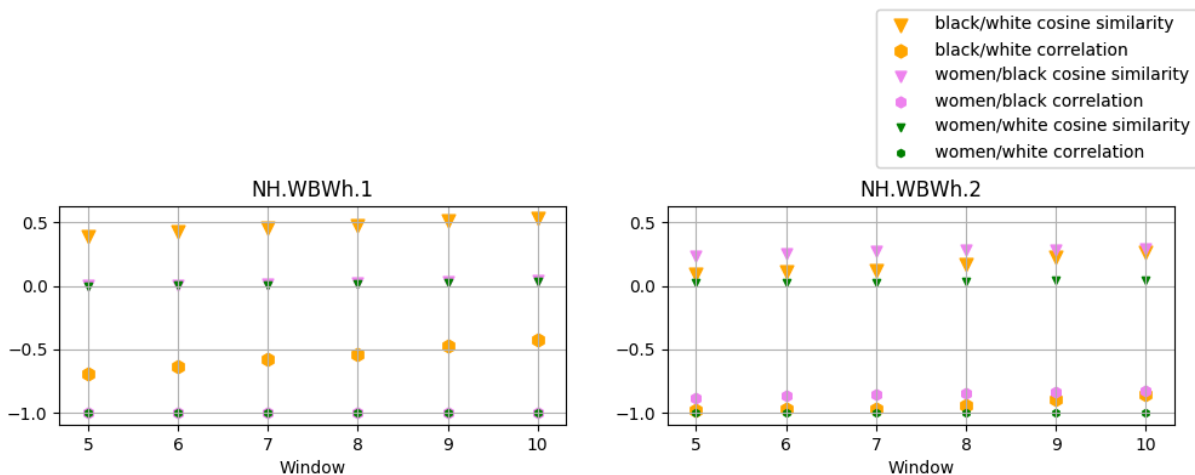 black/white cosine similarity
black/white correlation
women/black cosine similarity
women/black correlation
women/white cosine similarity
women/white correlation
NH.WBWh.1
0.5
0.0
−0.5
−1.0
5 6 7 8 9 10
Window
NH.WBWh.2
0.5
0.0
−0.5
−1.0
5 6 7 8 9 10
Window